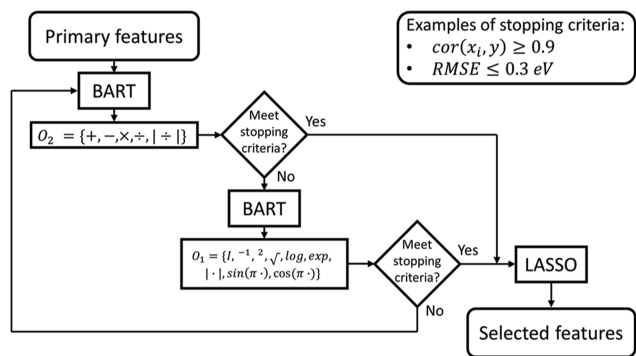 Primary features
Examples of stopping criteria:
• cor(xᵢ, y) ≥ 0.9
• RMSE ≤ 0.3 eV
BART
O₂ = {+, −, ×, ÷, | ÷ |}
Meet
stopping
criteria?
Yes
No
BART
O₁ = {I, ⁻¹, ², √, log, exp,
| · |, sin(π ·), cos(π ·)}
Meet
stopping
criteria?
Yes
No
LASSO
Selected features